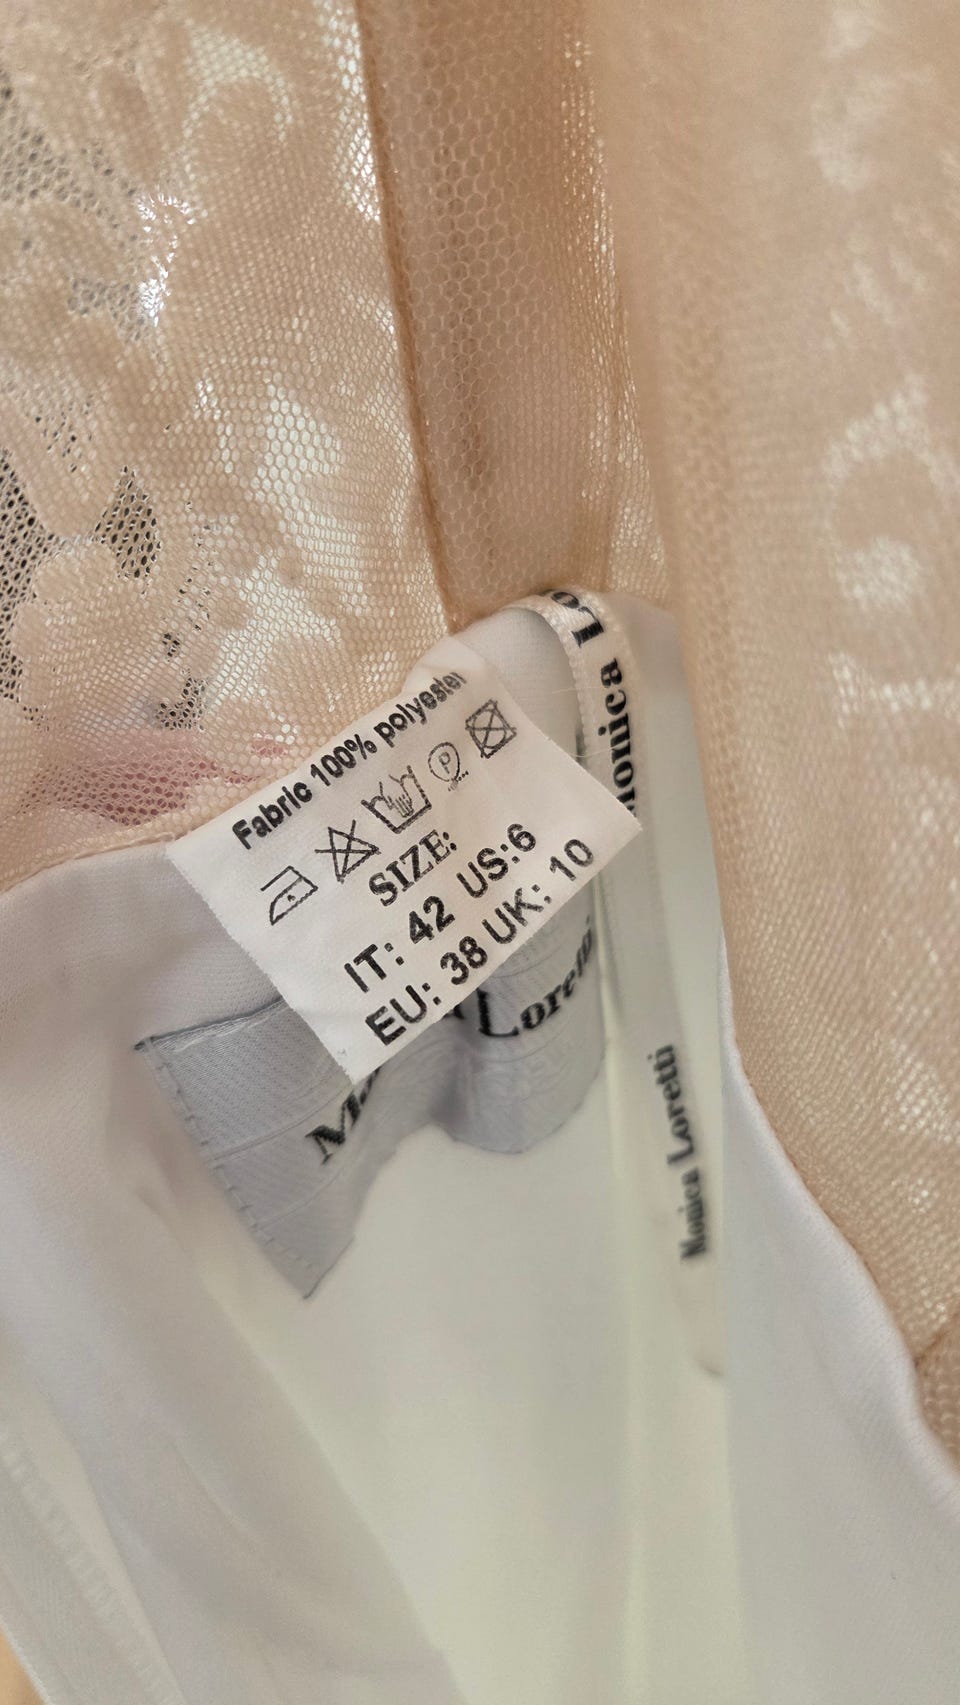 Fabric 100% polyester
P
SIZE:
IT: 42 US:6
EU: 38 UK: 10
Loretti
Monica Lo
Monica Loretti